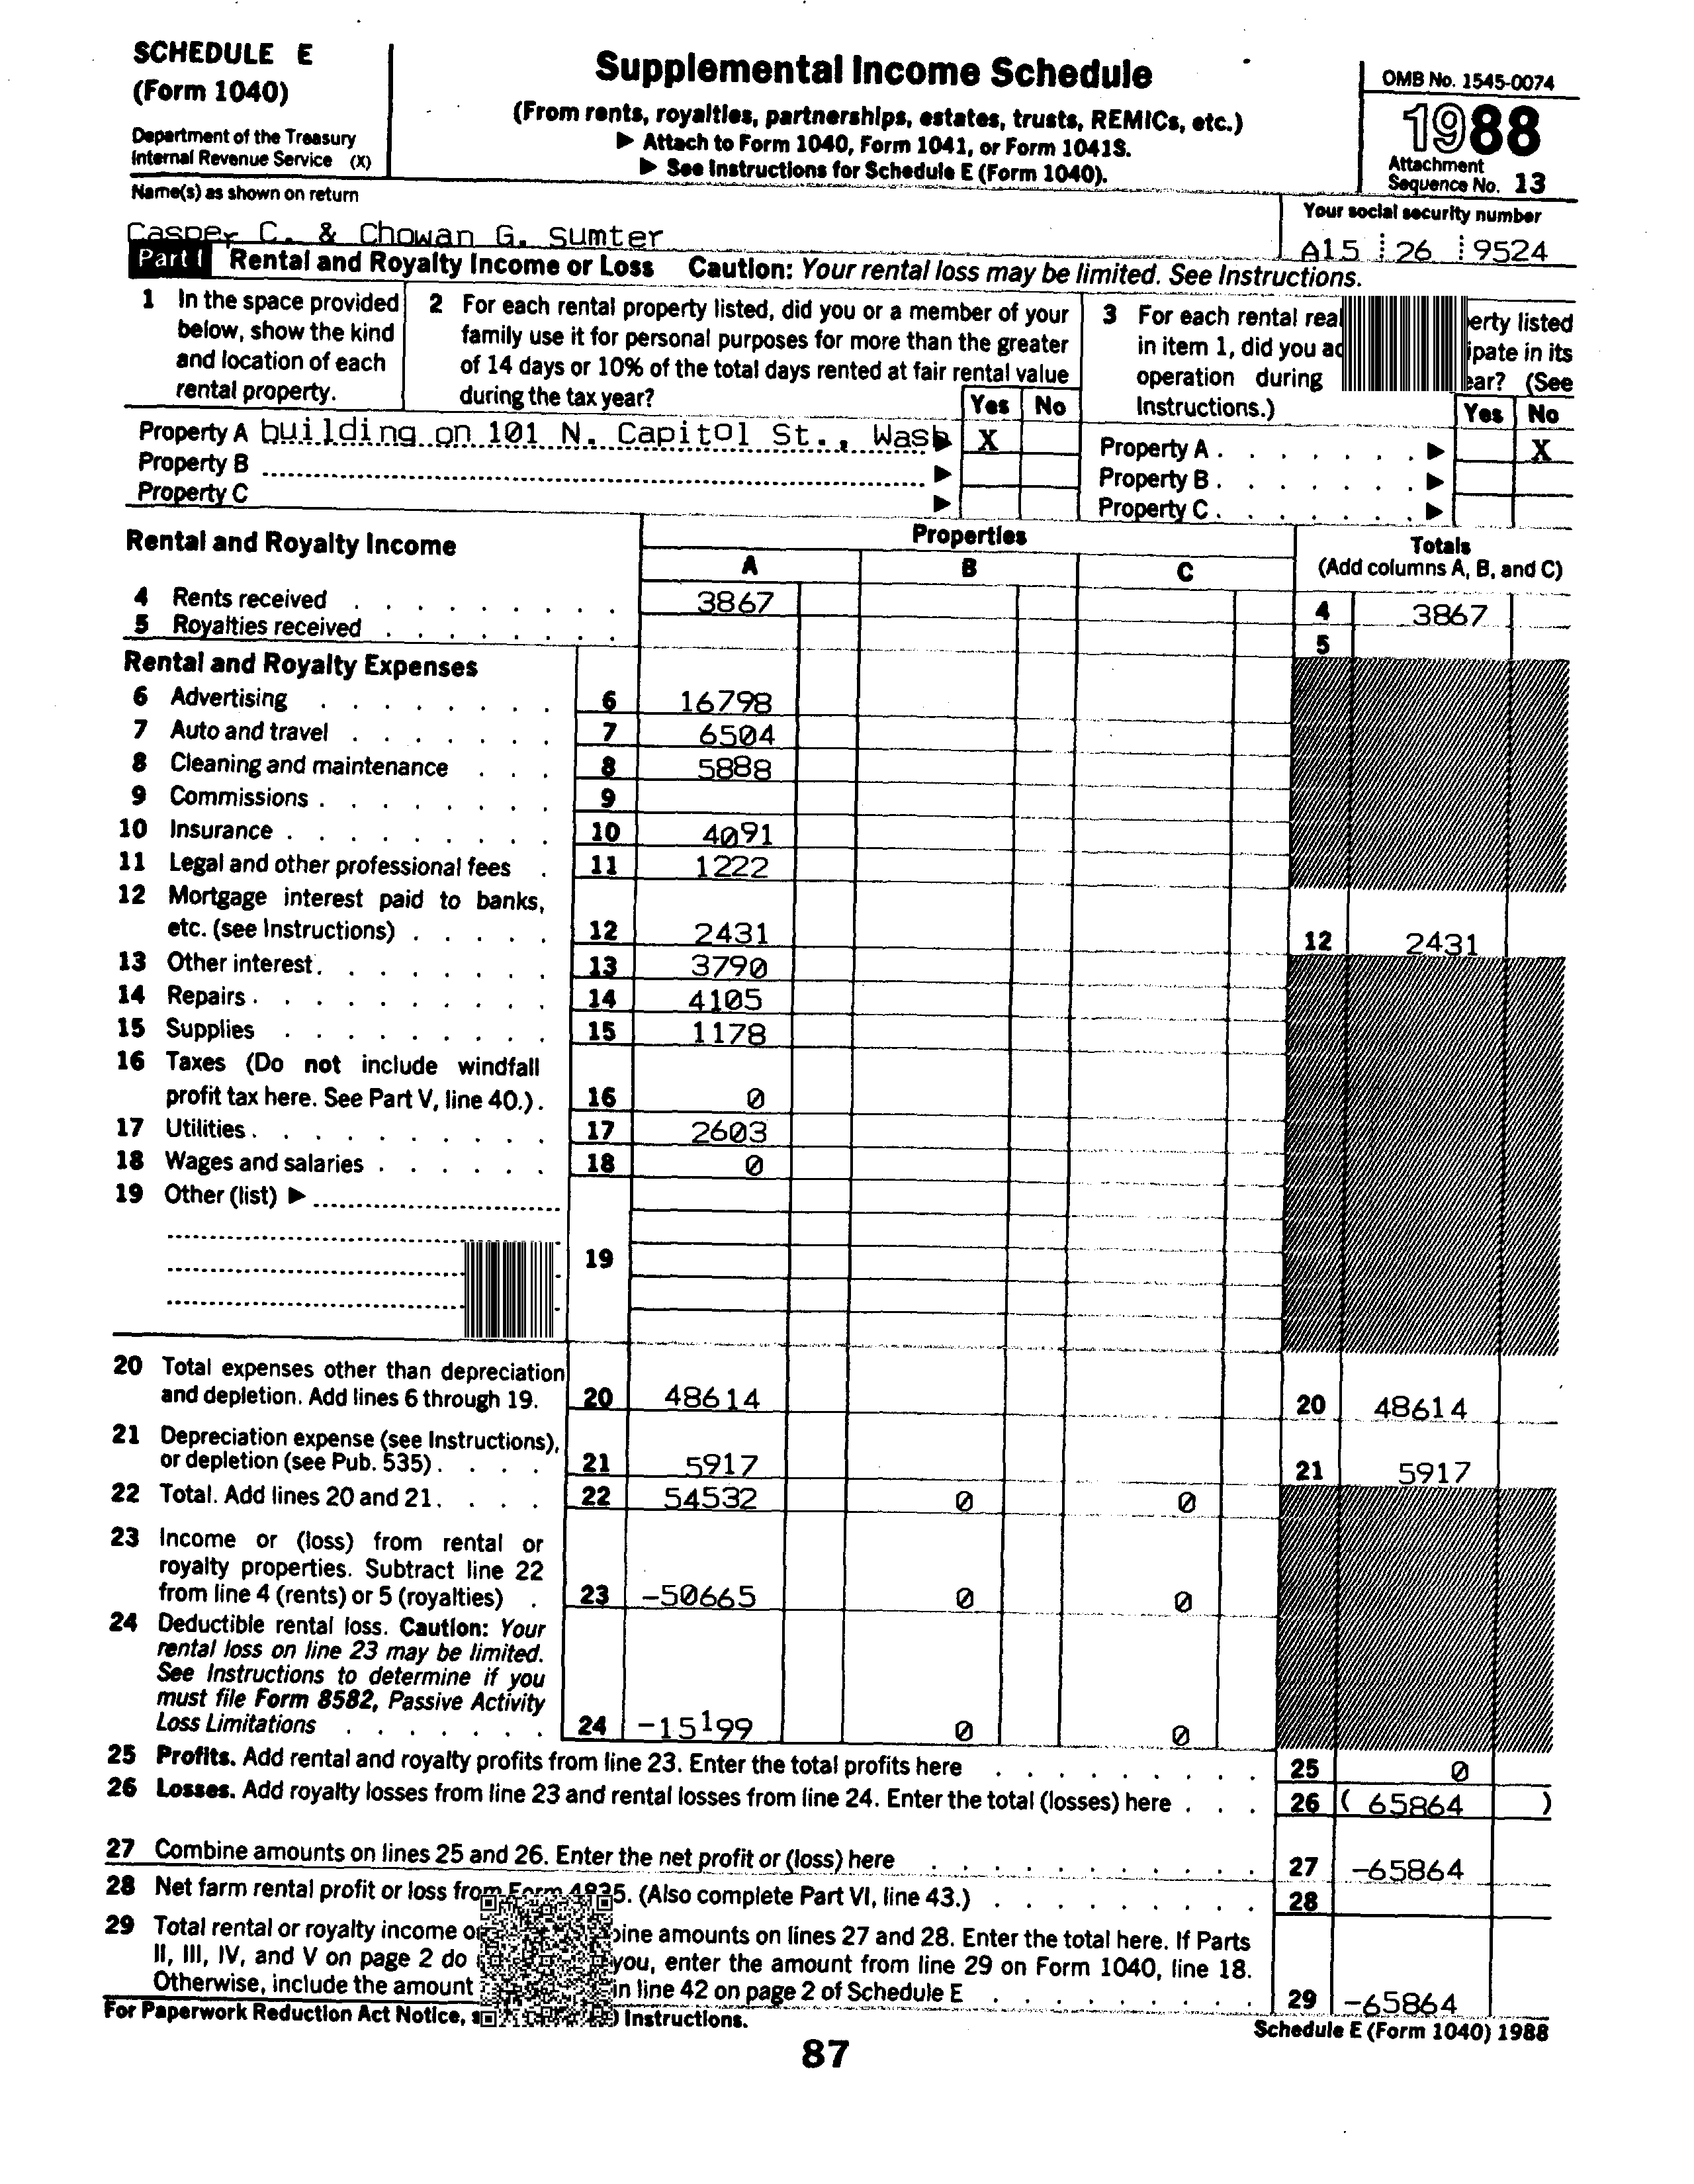 SCHEDULE E
(Form 1040)
Department of the Treasury
Internal Revenue Service (X)
Supplemental Income Schedule
(From rents, royalties, partnerships, estates, trusts, REMICs, etc.)
▶ Attach to Form 1040, Form 1041, or Form 1041S.
▶ See Instructions for Schedule E (Form 1040).
OMB No. 1545-0074
1988
Attachment
Sequence No. 13
Name(s) as shown on return
Casper C. & Chowan G. Sumter
Your social security number
A15 26 9524
Part I Rental and Royalty Income or Loss Caution: Your rental loss may be limited. See Instructions.
1 In the space provided
below, show the kind
and location of each
rental property.
2 For each rental property listed, did you or a member of your
family use it for personal purposes for more than the greater
of 14 days or 10% of the total days rented at fair rental value
during the tax year?
Yes No
3 For each rental real erty listed
in item 1, did you ac ipate in its
operation during ear? (See
Instructions.)
Yes No
Property A building on 101 N. Capitol St., Wash ▶ X
Property B ▶
Property C ▶
Property A ▶ X
Property B ▶
Property C ▶
Rental and Royalty Income
Properties
A B C
Totals
(Add columns A, B, and C)
4 Rents received 3867 4 3867
5 Royalties received 5
Rental and Royalty Expenses
6 Advertising 6 16798
7 Auto and travel 7 6504
8 Cleaning and maintenance 8 5888
9 Commissions 9
10 Insurance 10 4091
11 Legal and other professional fees 11 1222
12 Mortgage interest paid to banks,
etc. (see Instructions) 12 2431 12 2431
13 Other interest 13 3790
14 Repairs 14 4105
15 Supplies 15 1178
16 Taxes (Do not include windfall
profit tax here. See Part V, line 40.) 16 0
17 Utilities 17 2603
18 Wages and salaries 18 0
19 Other (list) ▶
19
20 Total expenses other than depreciation
and depletion. Add lines 6 through 19. 20 48614 20 48614
21 Depreciation expense (see Instructions),
or depletion (see Pub. 535) 21 5917 21 5917
22 Total. Add lines 20 and 21 22 54532 0 0
23 Income or (loss) from rental or
royalty properties. Subtract line 22
from line 4 (rents) or 5 (royalties) 23 -50665 0 0
24 Deductible rental loss. Caution: Your
rental loss on line 23 may be limited.
See Instructions to determine if you
must file Form 8582, Passive Activity
Loss Limitations 24 -15199 0 0
25 Profits. Add rental and royalty profits from line 23. Enter the total profits here 25 0
26 Losses. Add royalty losses from line 23 and rental losses from line 24. Enter the total (losses) here 26 ( 65864 )
27 Combine amounts on lines 25 and 26. Enter the net profit or (loss) here 27 -65864
28 Net farm rental profit or loss from Form 4835. (Also complete Part VI, line 43.) 28
29 Total rental or royalty income or bine amounts on lines 27 and 28. Enter the total here. If Parts
II, III, IV, and V on page 2 do you, enter the amount from line 29 on Form 1040, line 18.
Otherwise, include the amount in line 42 on page 2 of Schedule E 29 -65864
For Paperwork Reduction Act Notice, Instructions.
Schedule E (Form 1040) 1988
87